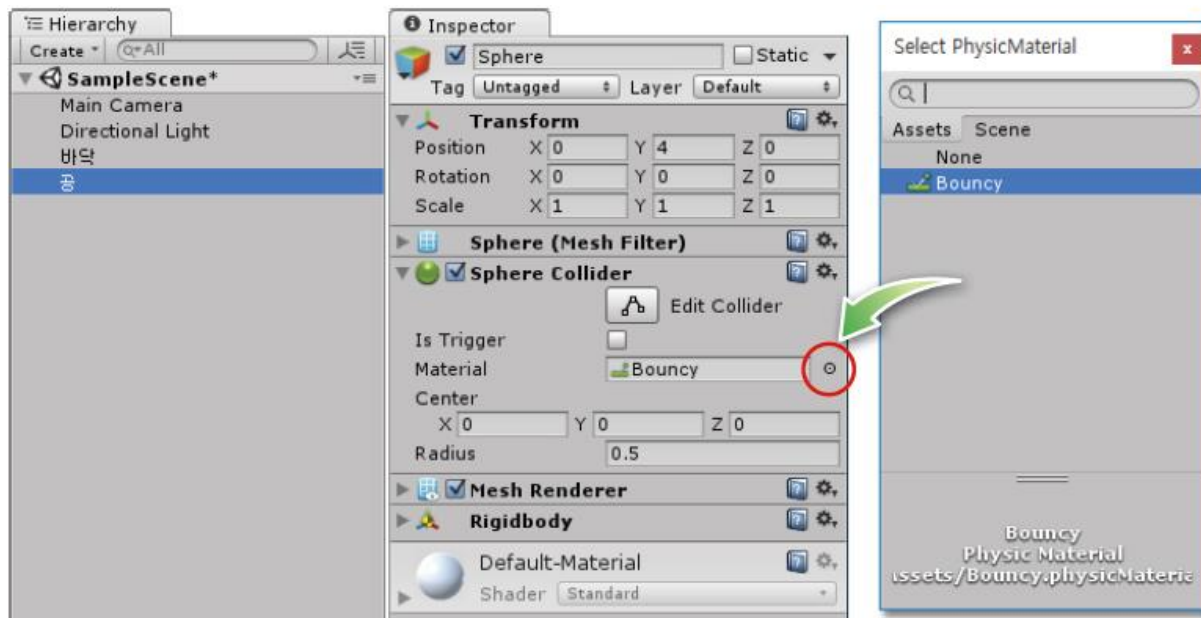 Hierarchy
Create
All
SampleScene*
Main Camera
Directional Light
바닥
공
Inspector
Sphere
Static
Tag Untagged Layer Default
Transform
Position X 0 Y 4 Z 0
Rotation X 0 Y 0 Z 0
Scale X 1 Y 1 Z 1
Sphere (Mesh Filter)
Sphere Collider
Edit Collider
Is Trigger
Material Bouncy
Center
X 0 Y 0 Z 0
Radius 0.5
Mesh Renderer
Rigidbody
Default-Material
Shader Standard
Select PhysicMaterial
x
Assets Scene
None
Bouncy
Bouncy
Physic Material
ssets/Bouncy.physicMateria